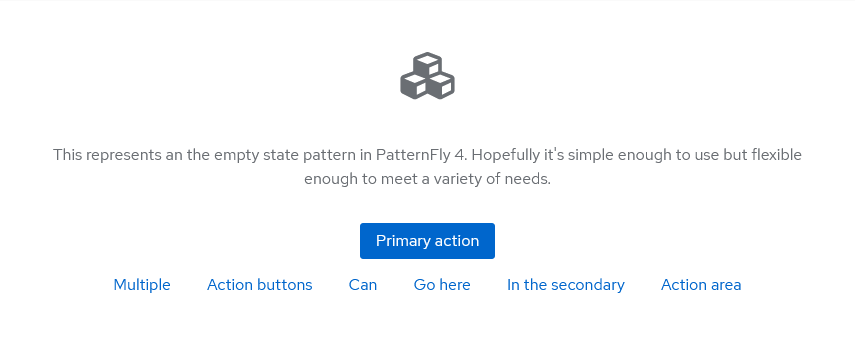 This represents an the empty state pattern in PatternFly 4. Hopefully it's simple enough to use but flexible
enough to meet a variety of needs.
Primary action
Multiple Action buttons Can Go here In the secondary Action area